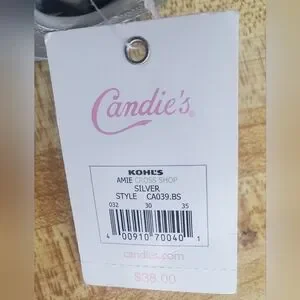 Candie's®
KOHL'S
AMIE CROSS SHOP
SILVER
STYLE CA039.BS
032 30 35
4 00910 70040 1
candies.com
$38.00